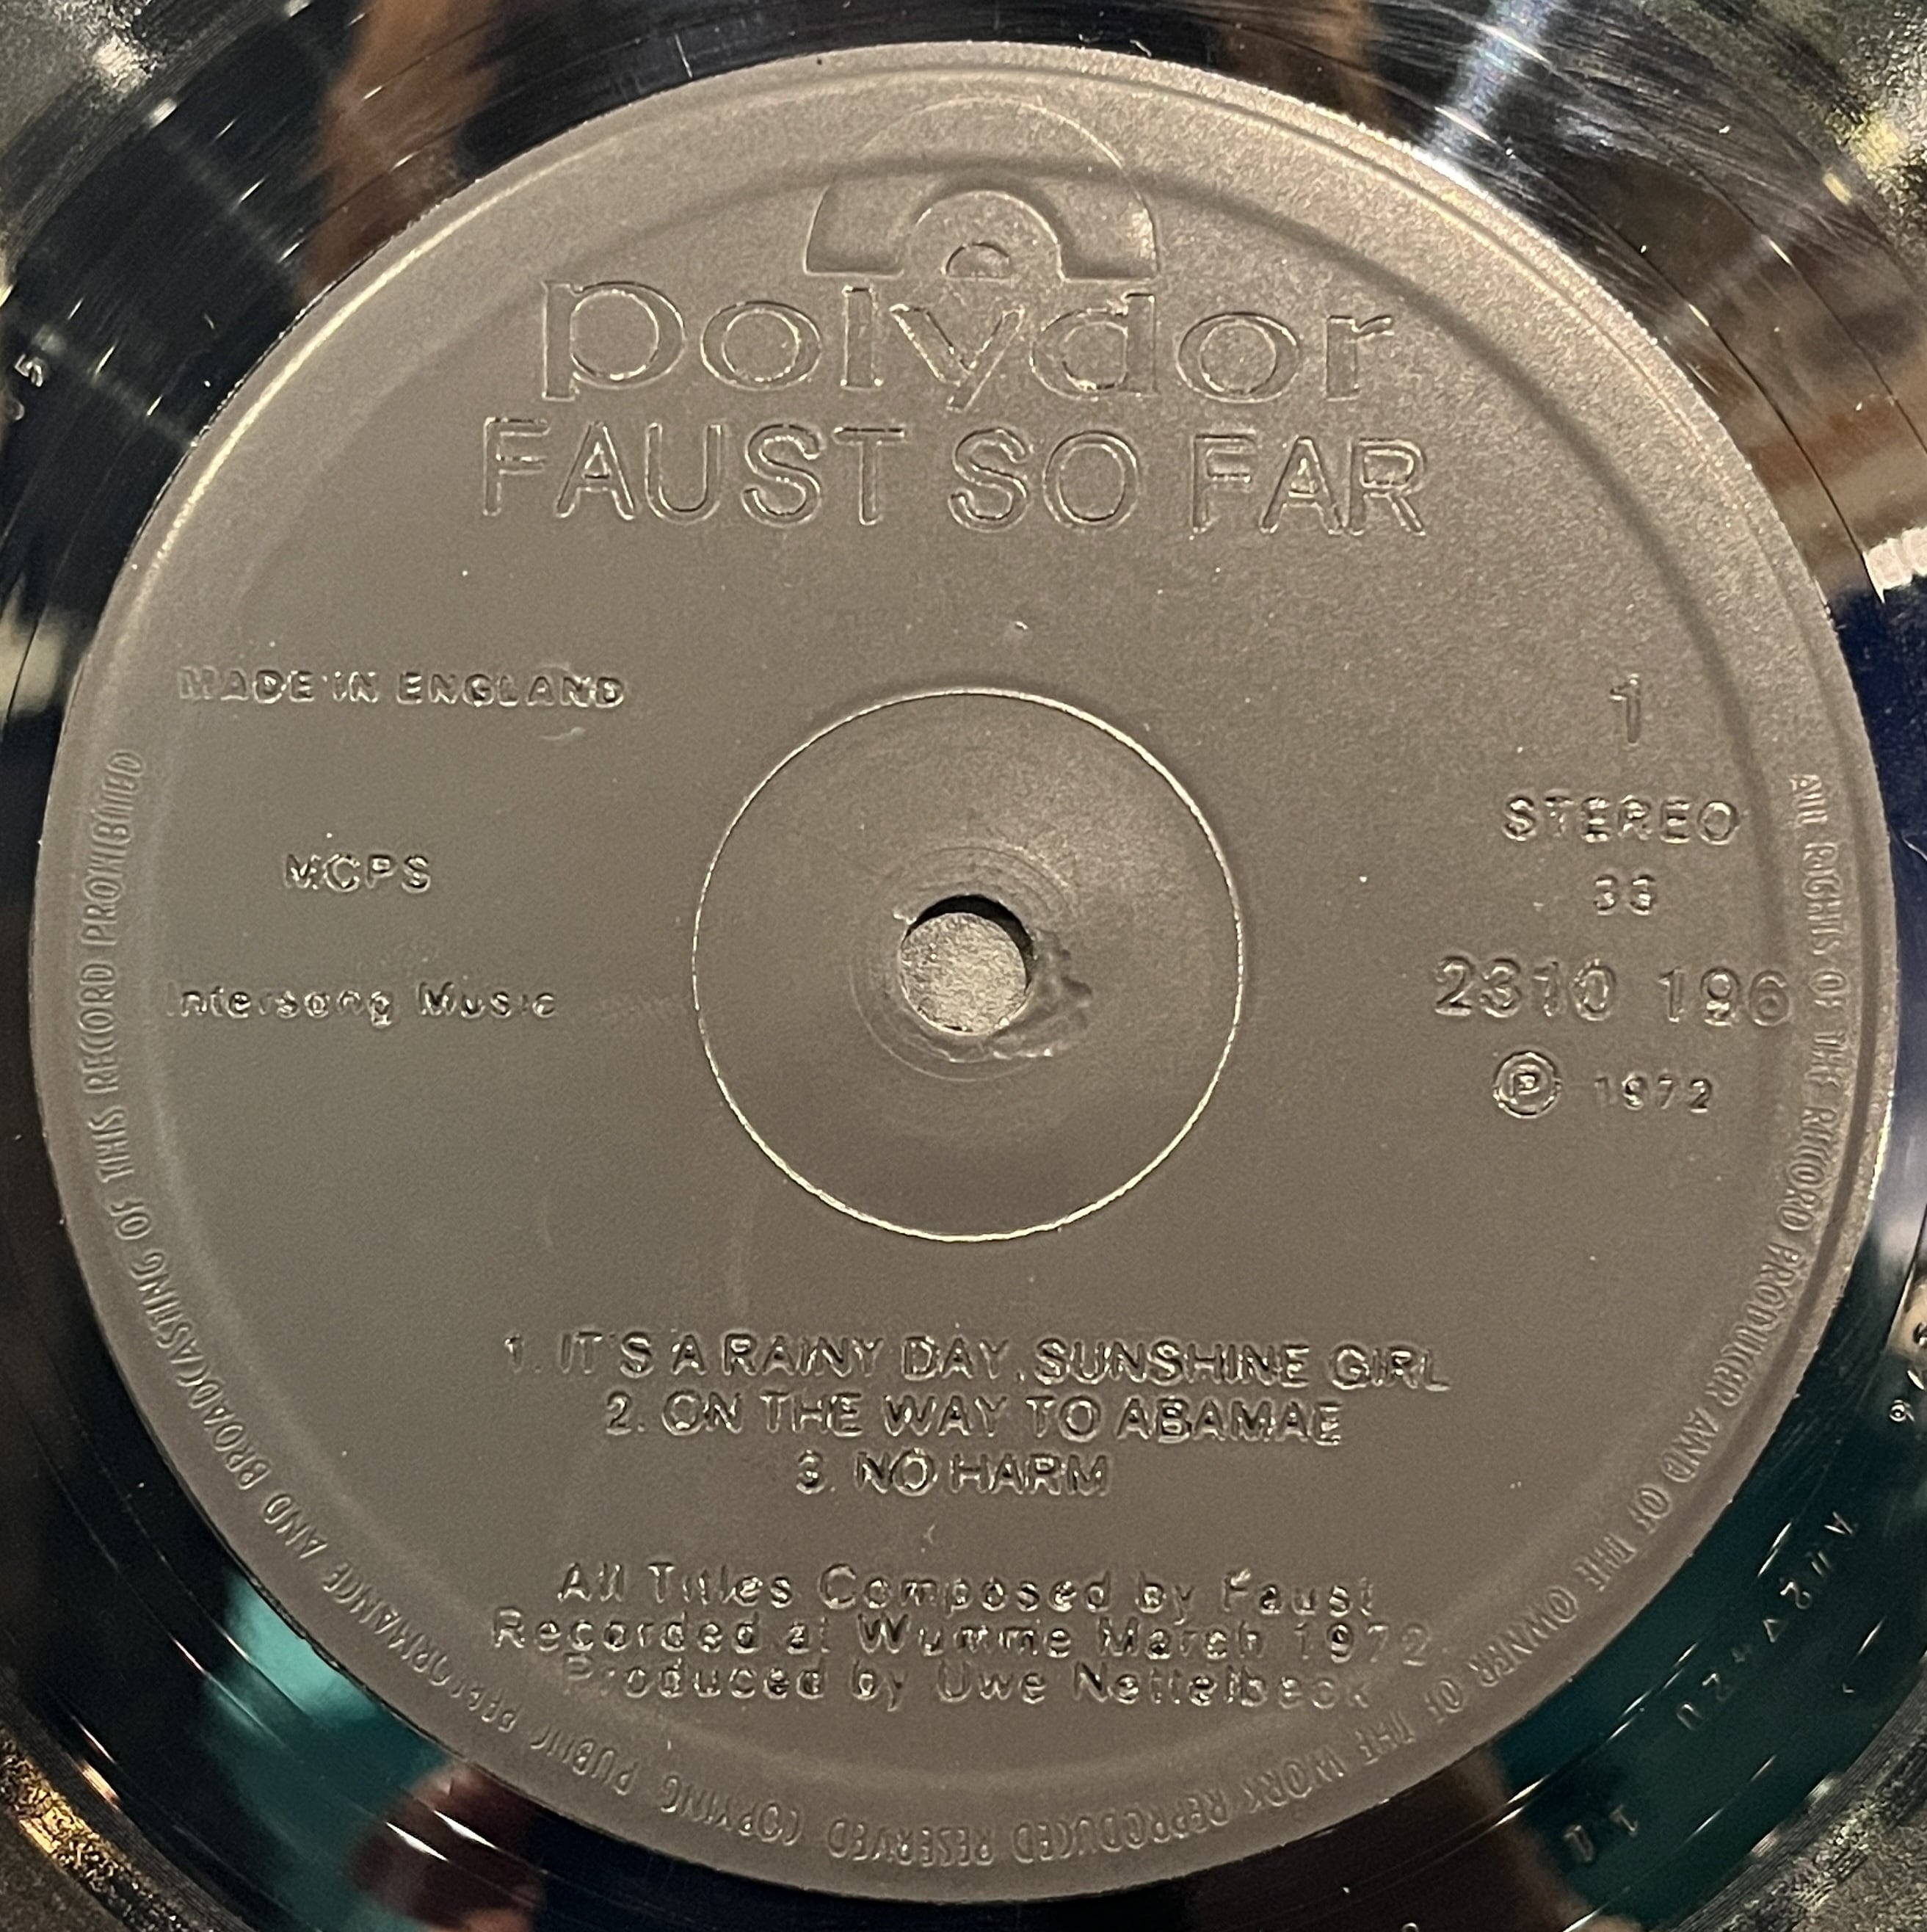 polydor
FAUST SO FAR
MADE IN ENGLAND
1
STEREO
MCPS
33
Intersong Music
2310 196
℗ 1972
1. IT'S A RAINY DAY, SUNSHINE GIRL
2. ON THE WAY TO ABAMAE
3. NO HARM
All Titles Composed by Faust
Recorded at Wumme March 1972
Produced by Uwe Nettelbeck
ALL RIGHTS OF THE RECORD PRODUCER AND OF THE OWNER OF THE WORK REPRODUCED RESERVED COPYING PUBLIC PERFORMANCE AND BROADCASTING OF THIS RECORD PROHIBITED